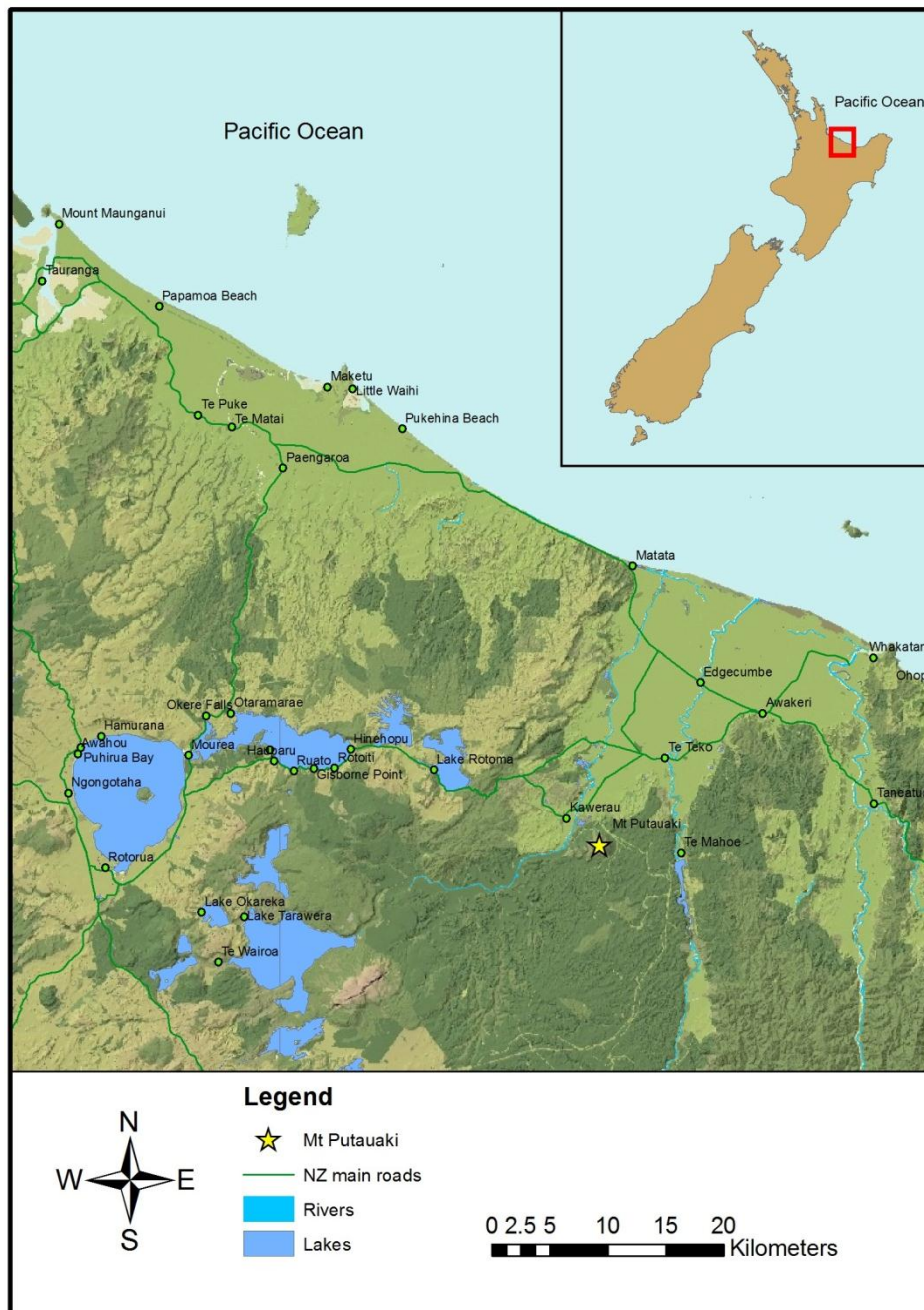 Pacific Ocean
Pacific Ocean
Mount Maunganui
Tauranga
Papamoa Beach
Maketu
Little Waihi
Te Puke
Te Matai
Pukehina Beach
Paengaroa
Matata
Whakatan
Ohop
Edgecumbe
Okere Falls
Otaramarae
Awakeri
Hamurana
Awahou
Puhirua Bay
Mourea
Hinehopu
Rotoiti
Ruato
Gisborne Point
Te Teko
Lake Rotoma
Ngongotaha
Kawerau
Taneatu
Mt Putauaki
Te Mahoe
Rotorua
Lake Okareka
Lake Tarawera
Te Wairoa
Legend
N
W
E
S
Mt Putauaki
NZ main roads
Rivers
Lakes
0 2.5 5 10 15 20
Kilometers